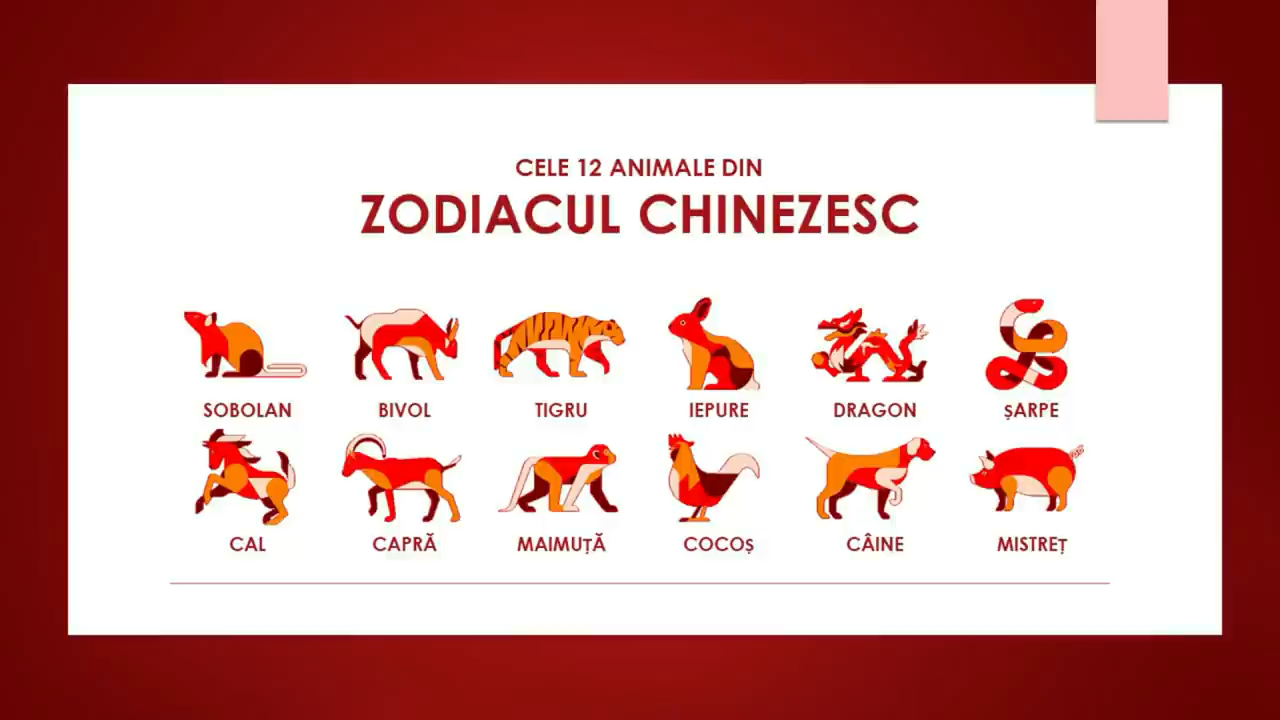 CELE 12 ANIMALE DIN
ZODIACUL CHINEZESC
SOBOLAN BIVOL TIGRU IEPURE DRAGON ȘARPE
CAL CAPRĂ MAIMUȚĂ COCOȘ CÂINE MISTREȚ